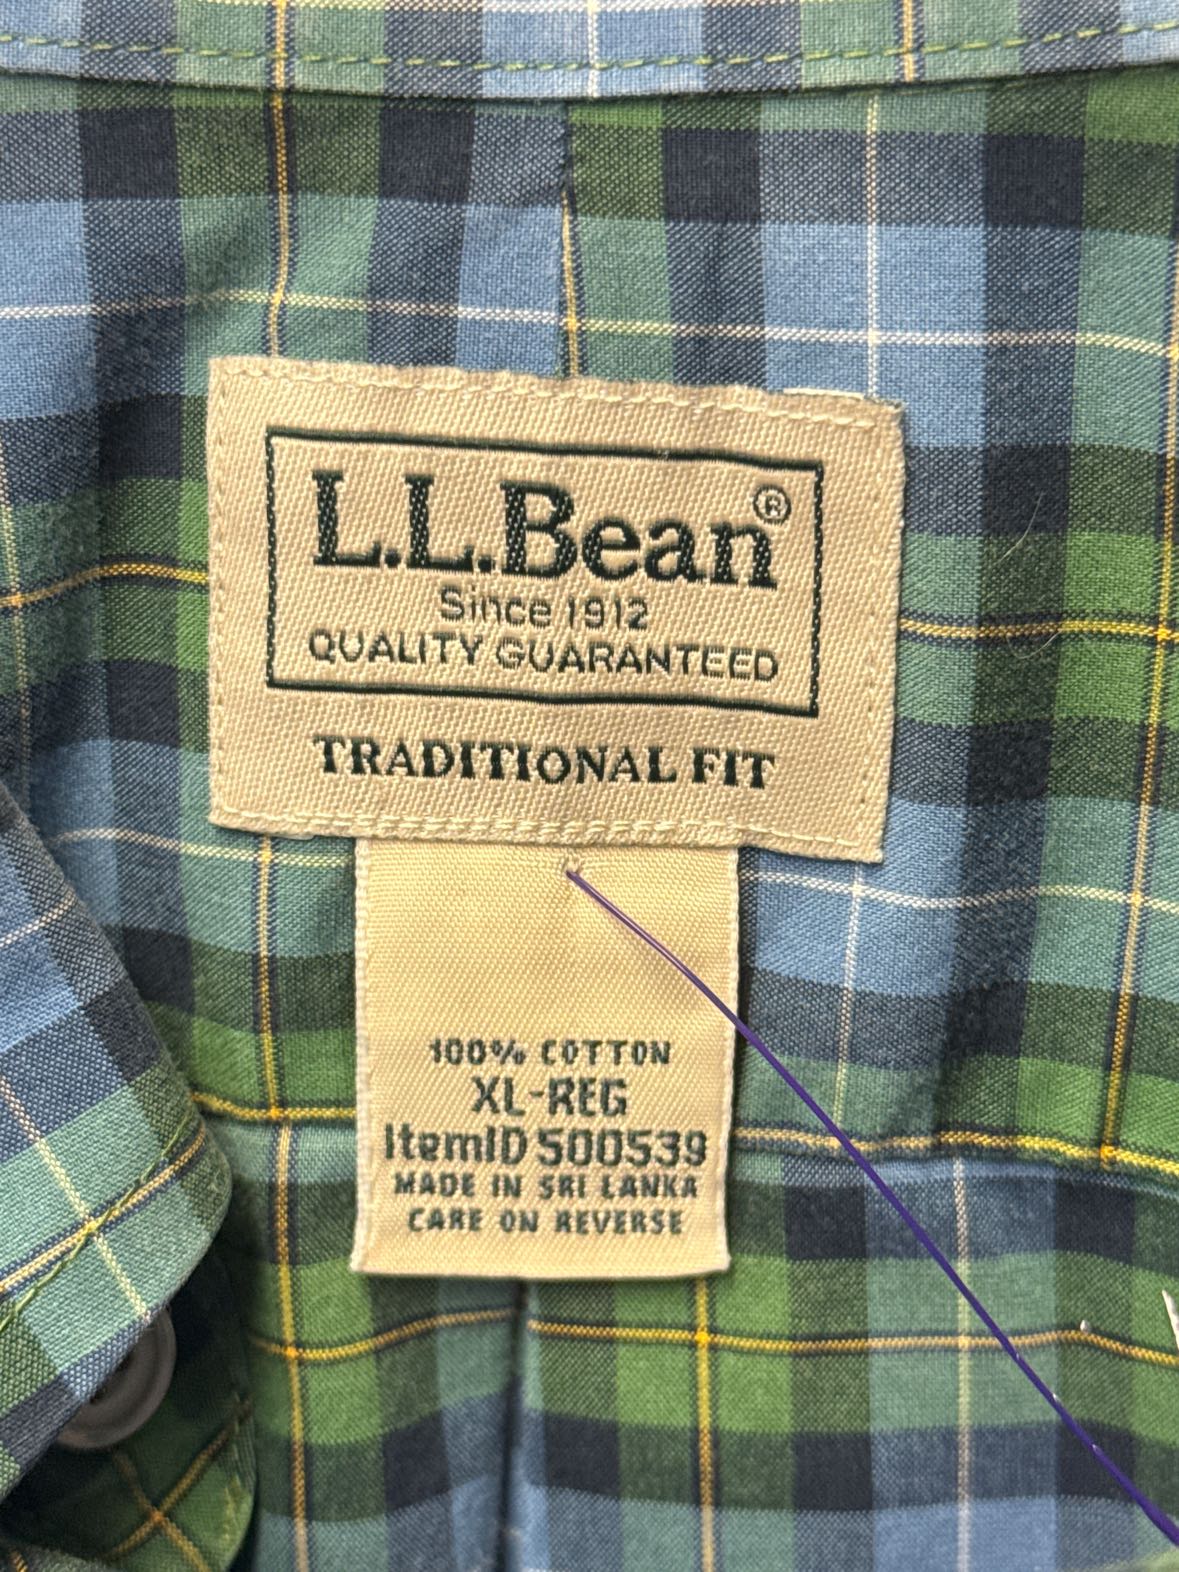 L.L.Bean®
Since 1912
QUALITY GUARANTEED
TRADITIONAL FIT
100% COTTON
XL-REG
ItemID 500539
MADE IN SRI LANKA
CARE ON REVERSE